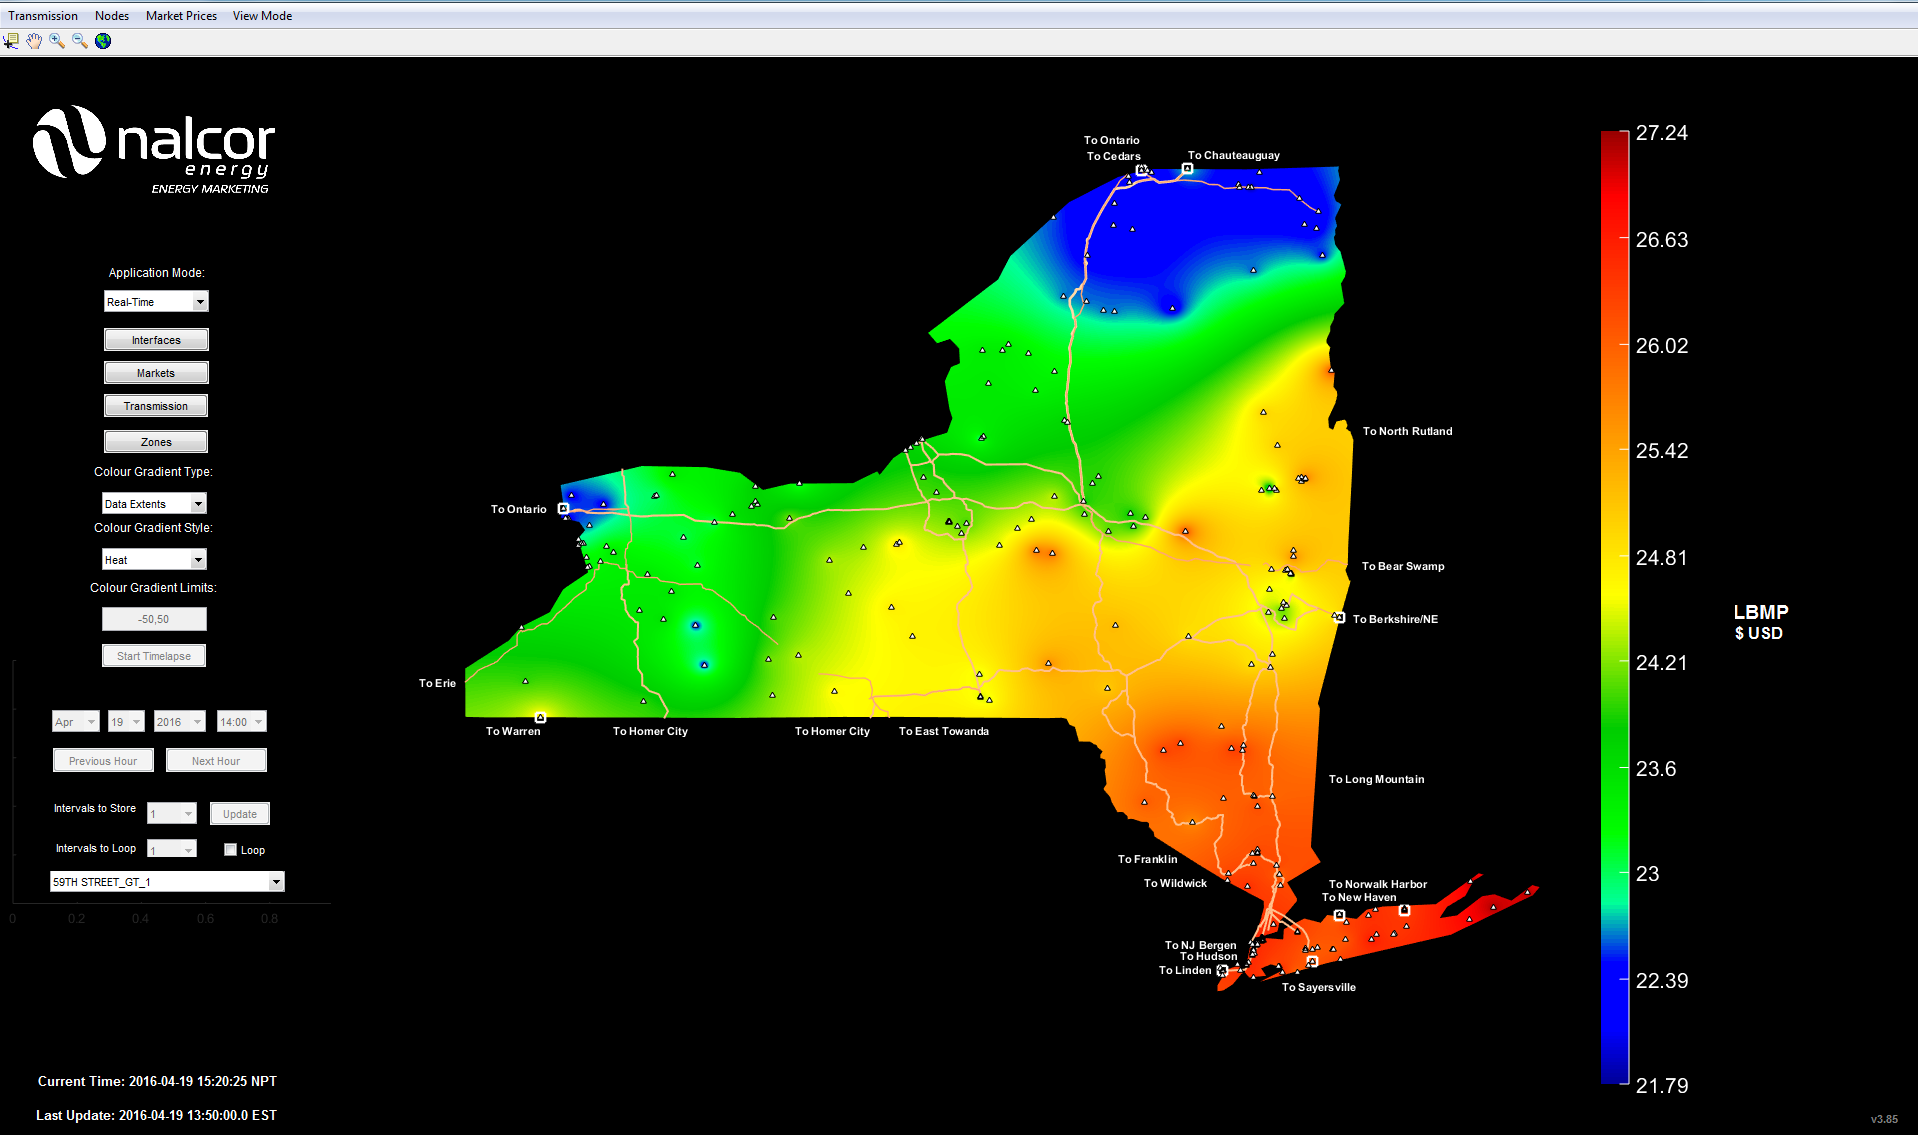 Transmission Nodes Market Prices View Mode
nalcor
energy
ENERGY MARKETING
Application Mode:
Real-Time
Interfaces
Markets
Transmission
Zones
Colour Gradient Type:
Data Extents
Colour Gradient Style:
Heat
Colour Gradient Limits:
-50,50
Start Timelapse
Apr 19 2016 14:00
Previous Hour Next Hour
Intervals to Store 1 Update
Intervals to Loop 1 Loop
59TH STREET_GT_1
0 0.2 0.4 0.6 0.8
Current Time: 2016-04-19 15:20:25 NPT
Last Update: 2016-04-19 13:50:00.0 EST
To Ontario
To Cedars
To Chauteauguay
To North Rutland
To Ontario
To Bear Swamp
To Berkshire/NE
To Erie
To Warren
To Homer City
To Homer City
To East Towanda
To Long Mountain
To Franklin
To Wildwick
To Norwalk Harbor
To New Haven
To NJ Bergen
To Hudson
To Linden
To Sayersville
27.24
26.63
26.02
25.42
24.81
24.21
23.6
23
22.39
21.79
LBMP
$ USD
v3.85